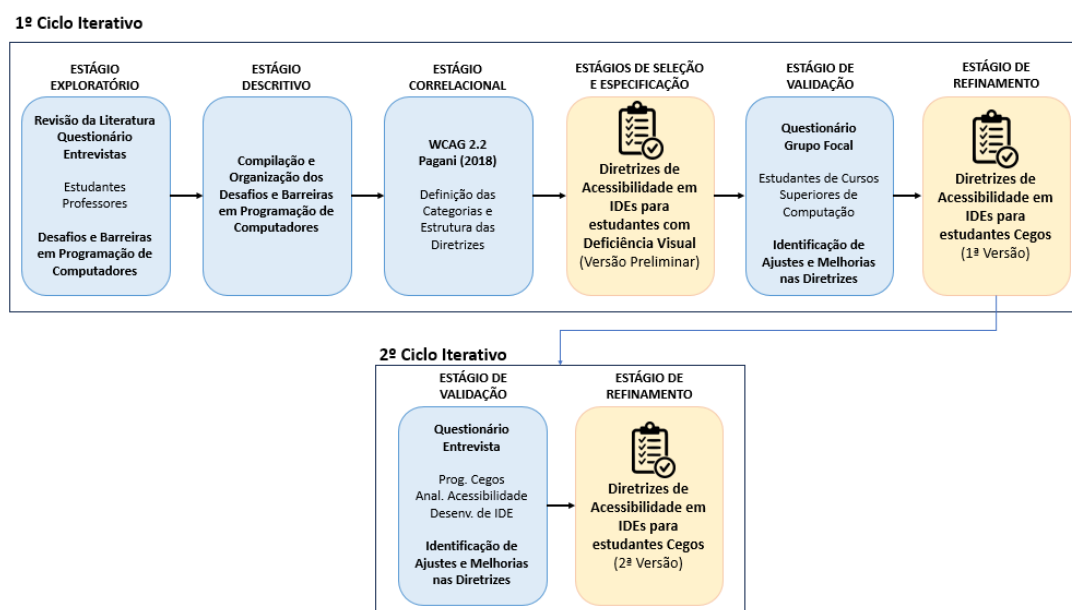 1º Ciclo Iterativo
ESTÁGIO
EXPLORATÓRIO
Revisão da Literatura
Questionário
Entrevistas
Estudantes
Professores
Desafios e Barreiras
em Programação de
Computadores
ESTÁGIO
DESCRITIVO
Compilação e
Organização dos
Desafios e Barreiras
em Programação de
Computadores
ESTÁGIO
CORRELACIONAL
WCAG 2.2
Pagani (2018)
Definição das
Categorias e
Estrutura das
Diretrizes
ESTÁGIOS DE SELEÇÃO
E ESPECIFICAÇÃO
Diretrizes de
Acessibilidade em
IDEs para
estudantes com
Deficiência Visual
(Versão Preliminar)
ESTÁGIO DE
VALIDAÇÃO
Questionário
Grupo Focal
Estudantes de Cursos
Superiores de
Computação
Identificação de
Ajustes e Melhorias
nas Diretrizes
ESTÁGIO DE
REFINAMENTO
Diretrizes de
Acessibilidade em
IDEs para
estudantes Cegos
(1ª Versão)
2º Ciclo Iterativo
ESTÁGIO DE
VALIDAÇÃO
Questionário
Entrevista
Prog. Cegos
Anal. Acessibilidade
Desenv. de IDE
Identificação de
Ajustes e Melhorias
nas Diretrizes
ESTÁGIO DE
REFINAMENTO
Diretrizes de
Acessibilidade em
IDEs para
estudantes Cegos
(2ª Versão)